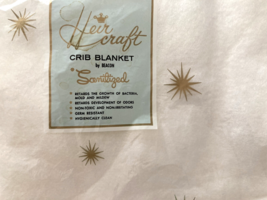 Heir
craft
CRIB BLANKET
by BEACON
Sanitized
• RETARDS THE GROWTH OF BACTERIA,
MOLD AND MILDEW
• RETARDS DEVELOPMENT OF ODORS
• NON-TOXIC AND NON-IRRITATING
• GERM RESISTANT
• HYGIENICALLY CLEAN